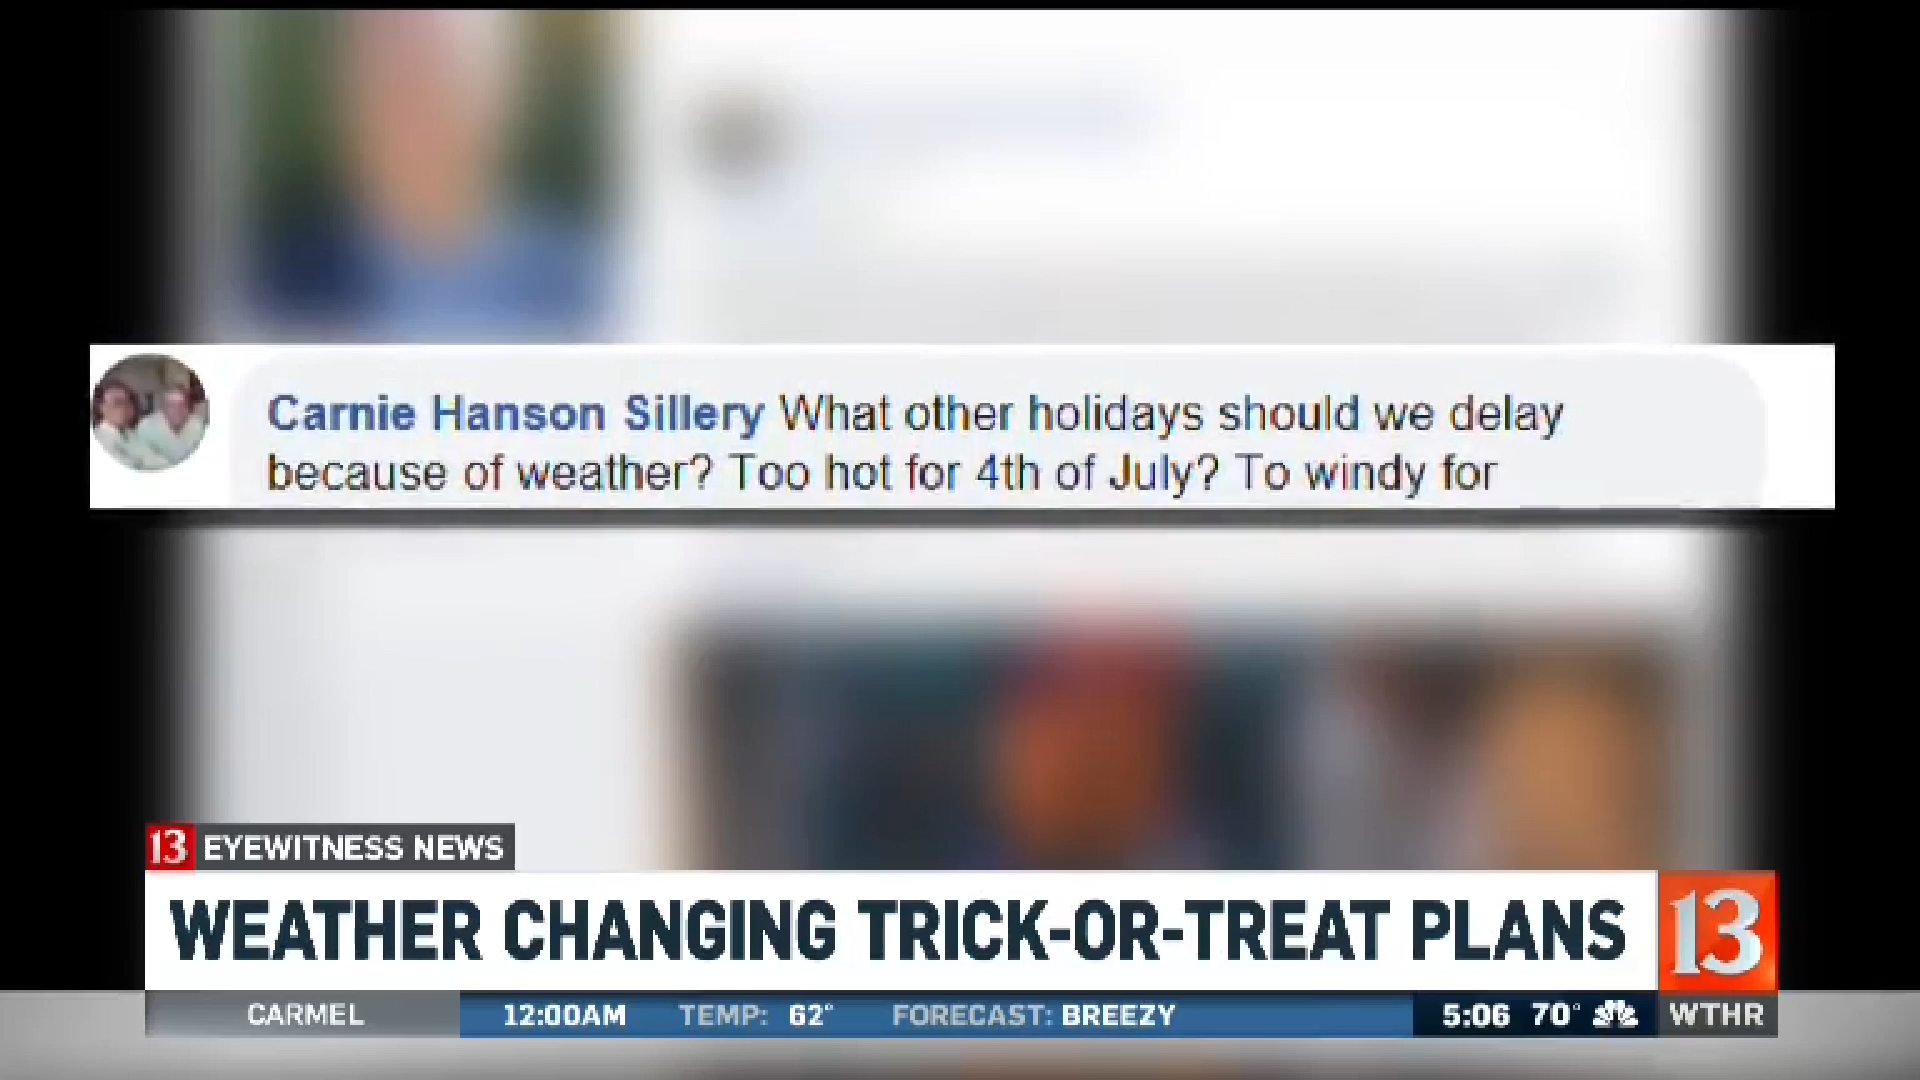 Carnie Hanson Sillery What other holidays should we delay
because of weather? Too hot for 4th of July? To windy for
13 EYEWITNESS NEWS
WEATHER CHANGING TRICK-OR-TREAT PLANS
13
CARMEL 12:00AM TEMP: 62° FORECAST: BREEZY 5:06 70° WTHR